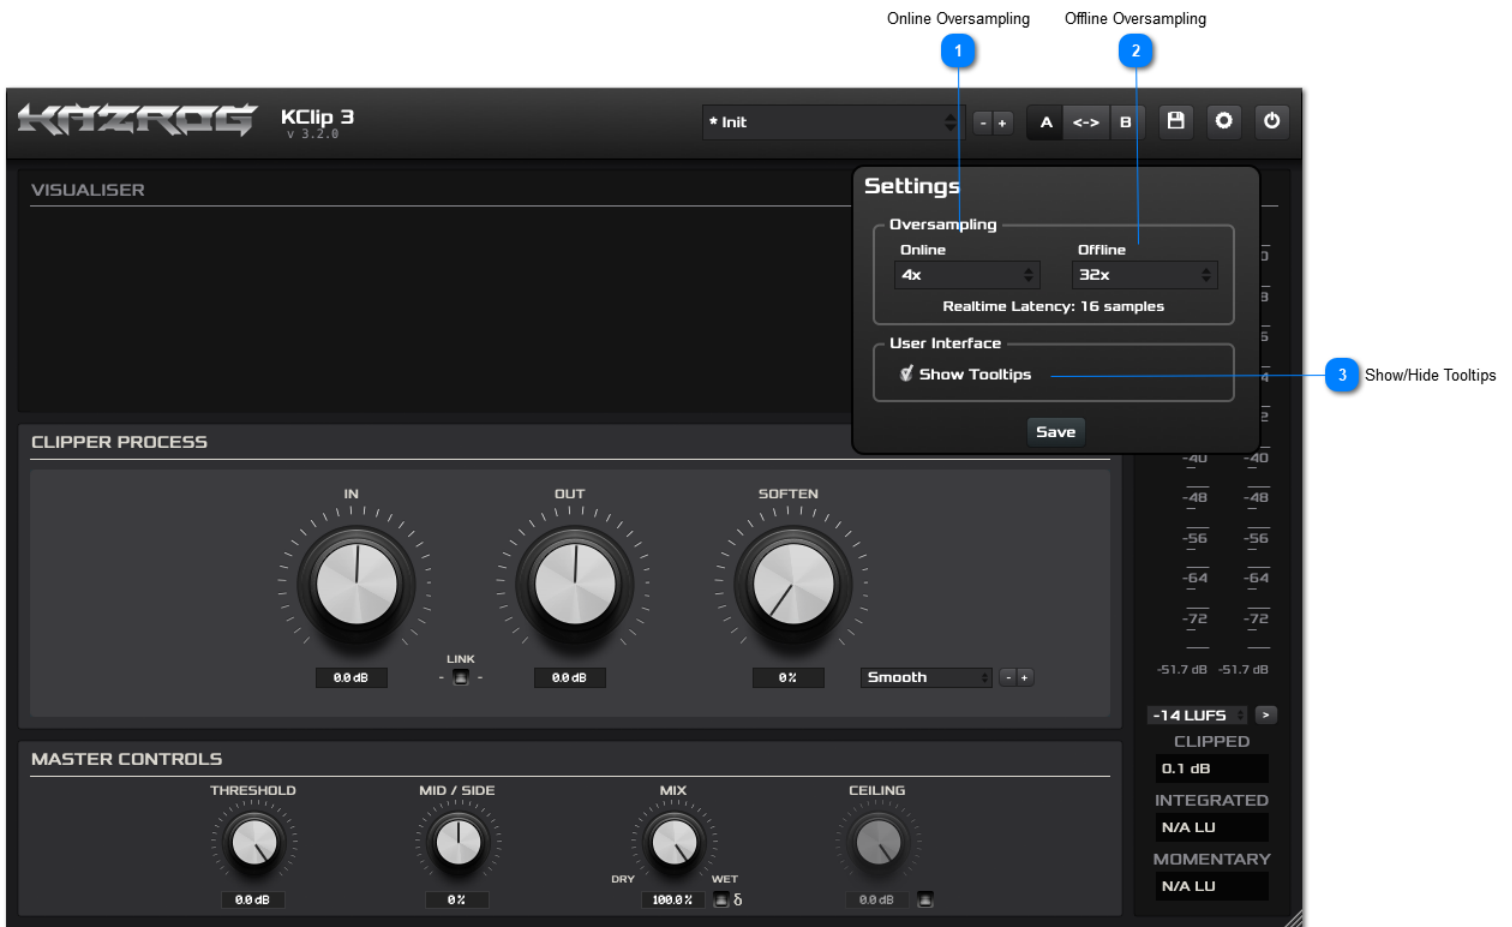 Online Oversampling
Offline Oversampling
1
2
KAZROG
KClip 3
v 3.2.0
* Init
- +
A <-> B
VISUALISER
Settings
Oversampling
Online
Offline
4x
32x
Realtime Latency: 16 samples
User Interface
Show Tooltips
Save
3
Show/Hide Tooltips
CLIPPER PROCESS
IN
OUT
SOFTEN
LINK
- -
0.0 dB
0.0 dB
0 %
Smooth
- +
-40 -40
-48 -48
-56 -56
-64 -64
-72 -72
-51.7 dB -51.7 dB
-14 LUFS >
CLIPPED
0.1 dB
INTEGRATED
N/A LU
MOMENTARY
N/A LU
MASTER CONTROLS
THRESHOLD
MID / SIDE
MIX
CEILING
DRY
WET
0.0 dB
0 %
100.0 %
δ
0.0 dB